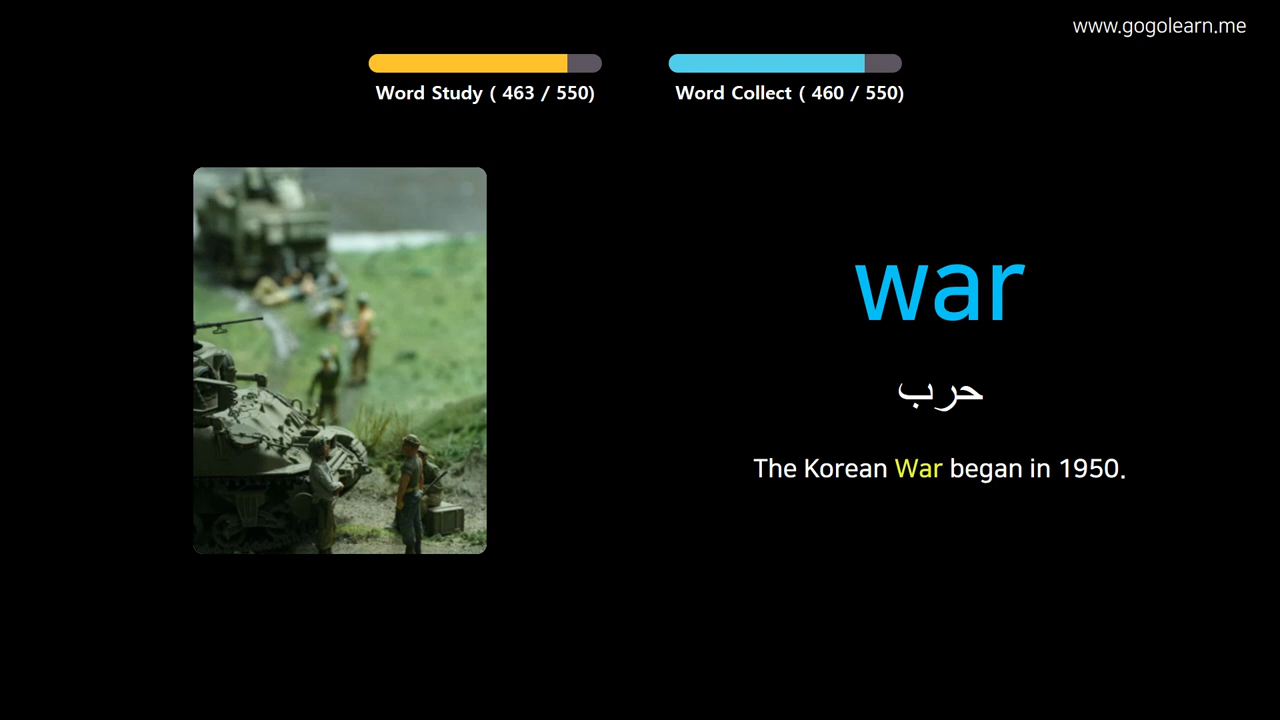 www.gogolearn.me
Word Study ( 463 / 550)
Word Collect ( 460 / 550)
war
حرب
The Korean War began in 1950.